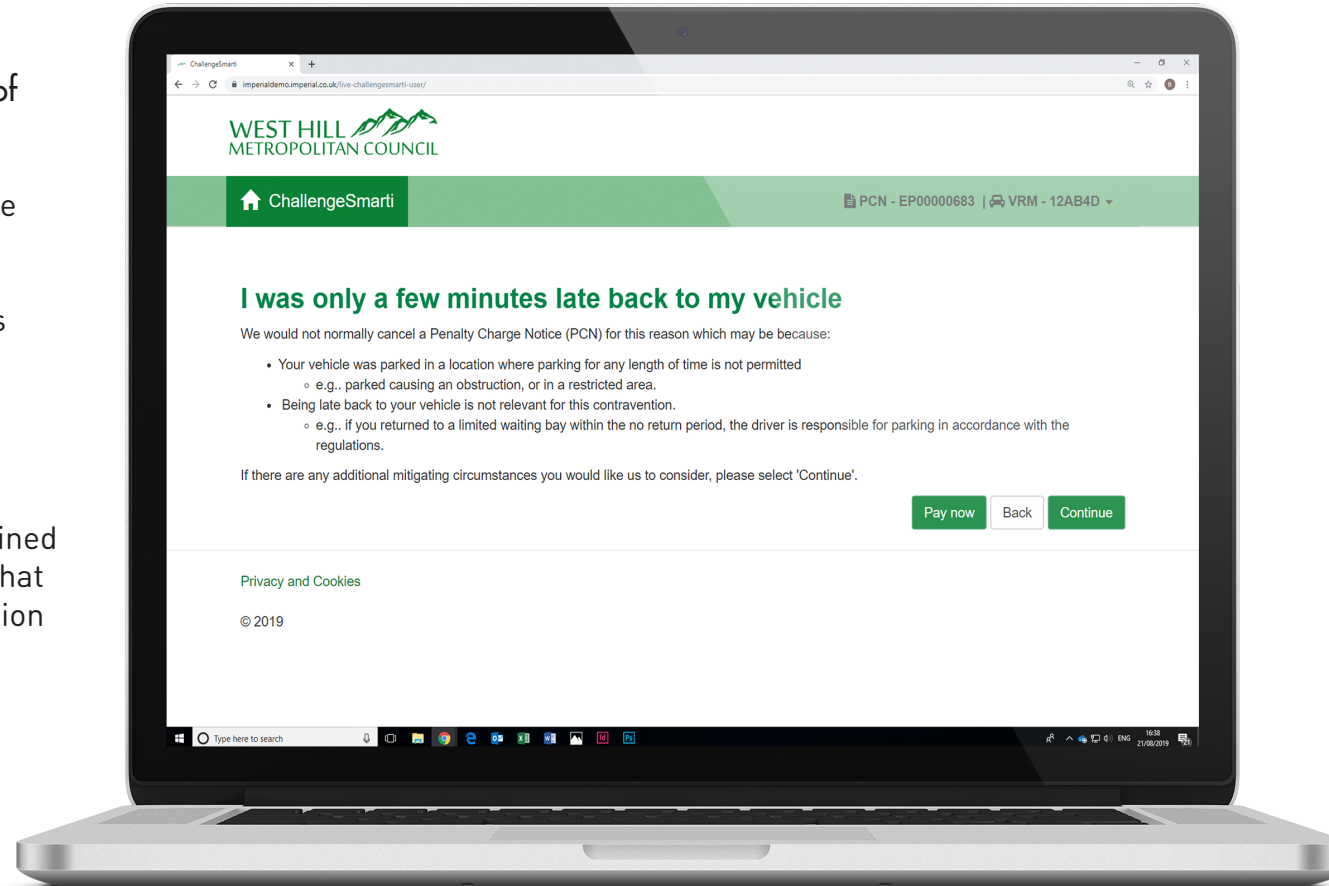 of
e
s
ined
hat
ion
ChallengeSmarti
imperialdemo.imperial.co.uk/live-challengesmarti-user/
B
WEST HILL
METROPOLITAN COUNCIL
ChallengeSmarti
PCN - EP00000683 | VRM - 12AB4D
I was only a few minutes late back to my vehicle
We would not normally cancel a Penalty Charge Notice (PCN) for this reason which may be because:
• Your vehicle was parked in a location where parking for any length of time is not permitted
◦ e.g.. parked causing an obstruction, or in a restricted area.
• Being late back to your vehicle is not relevant for this contravention.
◦ e.g.. if you returned to a limited waiting bay within the no return period, the driver is responsible for parking in accordance with the
regulations.
If there are any additional mitigating circumstances you would like us to consider, please select 'Continue'.
Pay now Back Continue
Privacy and Cookies
© 2019
Type here to search
Id Ps
ENG
16:38
21/08/2019